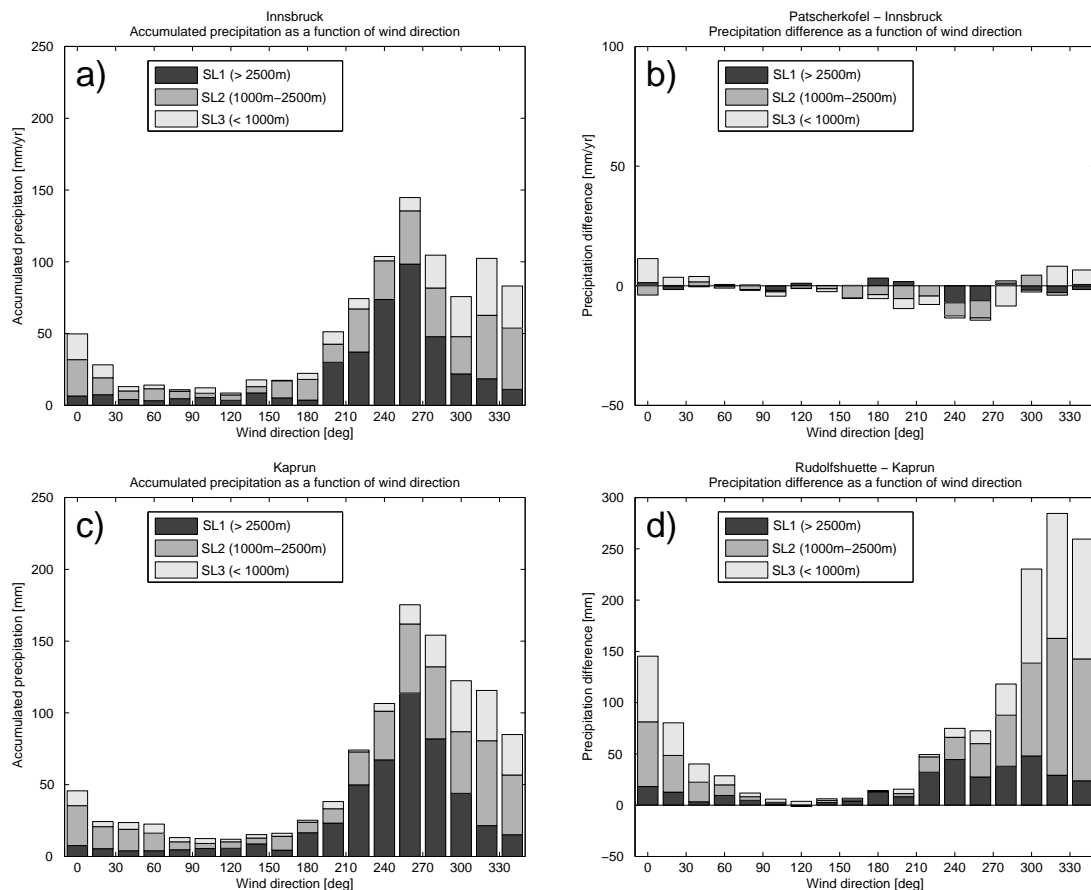 Innsbruck
Accumulated precipitation as a function of wind direction
250
200
150
100
50
0
Accumulated precipitaton [mm/yr]
a)
SL1 (> 2500m)
SL2 (1000m−2500m)
SL3 (< 1000m)
0 30 60 90 120 150 180 210 240 270 300 330
Wind direction [deg]
Patscherkofel − Innsbruck
Precipitation difference as a function of wind direction
100
50
0
−50
Precipitation difference [mm/yr]
b)
SL1 (> 2500m)
SL2 (1000m−2500m)
SL3 (< 1000m)
0 30 60 90 120 150 180 210 240 270 300 330
Wind direction [deg]
Kaprun
Accumulated precipitation as a function of wind direction
250
200
150
100
50
0
Accumulated precipitation [mm]
c)
SL1 (> 2500m)
SL2 (1000m−2500m)
SL3 (< 1000m)
0 30 60 90 120 150 180 210 240 270 300 330
Wind direction [deg]
Rudolfshuette − Kaprun
Precipitation difference as a function of wind direction
300
250
200
150
100
50
0
−50
Precipitation difference [mm]
d)
SL1 (> 2500m)
SL2 (1000m−2500m)
SL3 (< 1000m)
0 30 60 90 120 150 180 210 240 270 300 330
Wind direction [deg]